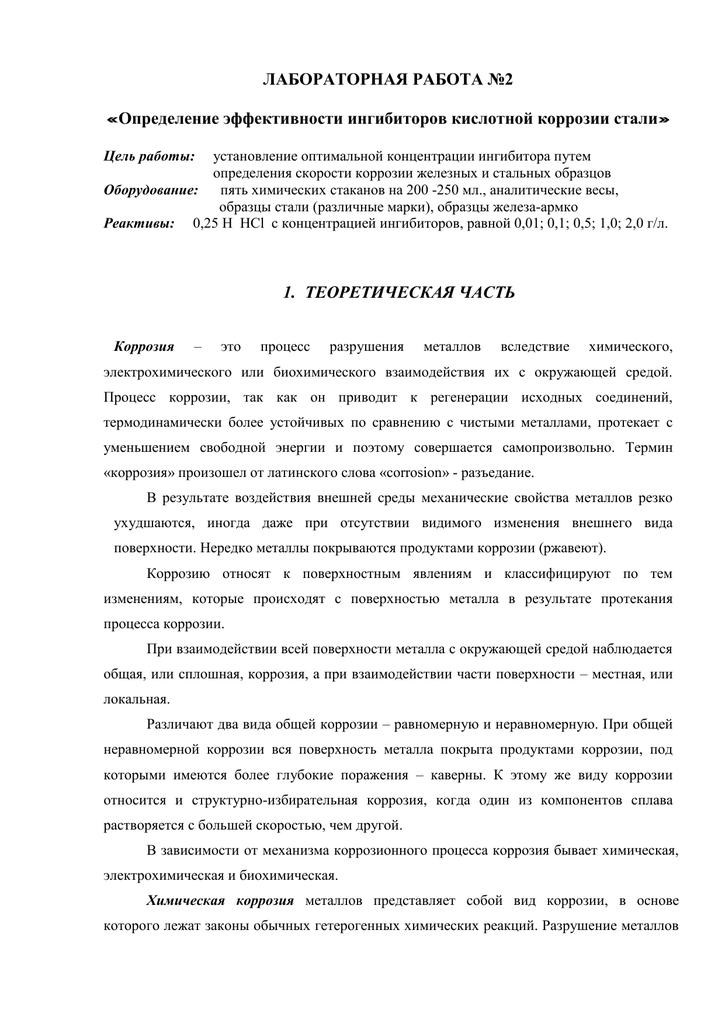 ЛАБОРАТОРНАЯ РАБОТА №2
«Определение эффективности ингибиторов кислотной коррозии стали»
Цель работы: установление оптимальной концентрации ингибитора путем
определения скорости коррозии железных и стальных образцов
Оборудование: пять химических стаканов на 200 -250 мл., аналитические весы,
образцы стали (различные марки), образцы железа-армко
Реактивы: 0,25 Н HCl с концентрацией ингибиторов, равной 0,01; 0,1; 0,5; 1,0; 2,0 г/л.
1. ТЕОРЕТИЧЕСКАЯ ЧАСТЬ
Коррозия – это процесс разрушения металлов вследствие химического,
электрохимического или биохимического взаимодействия их с окружающей средой.
Процесс коррозии, так как он приводит к регенерации исходных соединений,
термодинамически более устойчивых по сравнению с чистыми металлами, протекает с
уменьшением свободной энергии и поэтому совершается самопроизвольно. Термин
«коррозия» произошел от латинского слова «corrosion» - разъедание.
В результате воздействия внешней среды механические свойства металлов резко
ухудшаются, иногда даже при отсутствии видимого изменения внешнего вида
поверхности. Нередко металлы покрываются продуктами коррозии (ржавеют).
Коррозию относят к поверхностным явлениям и классифицируют по тем
изменениям, которые происходят с поверхностью металла в результате протекания
процесса коррозии.
При взаимодействии всей поверхности металла с окружающей средой наблюдается
общая, или сплошная, коррозия, а при взаимодействии части поверхности – местная, или
локальная.
Различают два вида общей коррозии – равномерную и неравномерную. При общей
неравномерной коррозии вся поверхность металла покрыта продуктами коррозии, под
которыми имеются более глубокие поражения – каверны. К этому же виду коррозии
относится и структурно-избирательная коррозия, когда один из компонентов сплава
растворяется с большей скоростью, чем другой.
В зависимости от механизма коррозионного процесса коррозия бывает химическая,
электрохимическая и биохимическая.
Химическая коррозия металлов представляет собой вид коррозии, в основе
которого лежат законы обычных гетерогенных химических реакций. Разрушение металлов